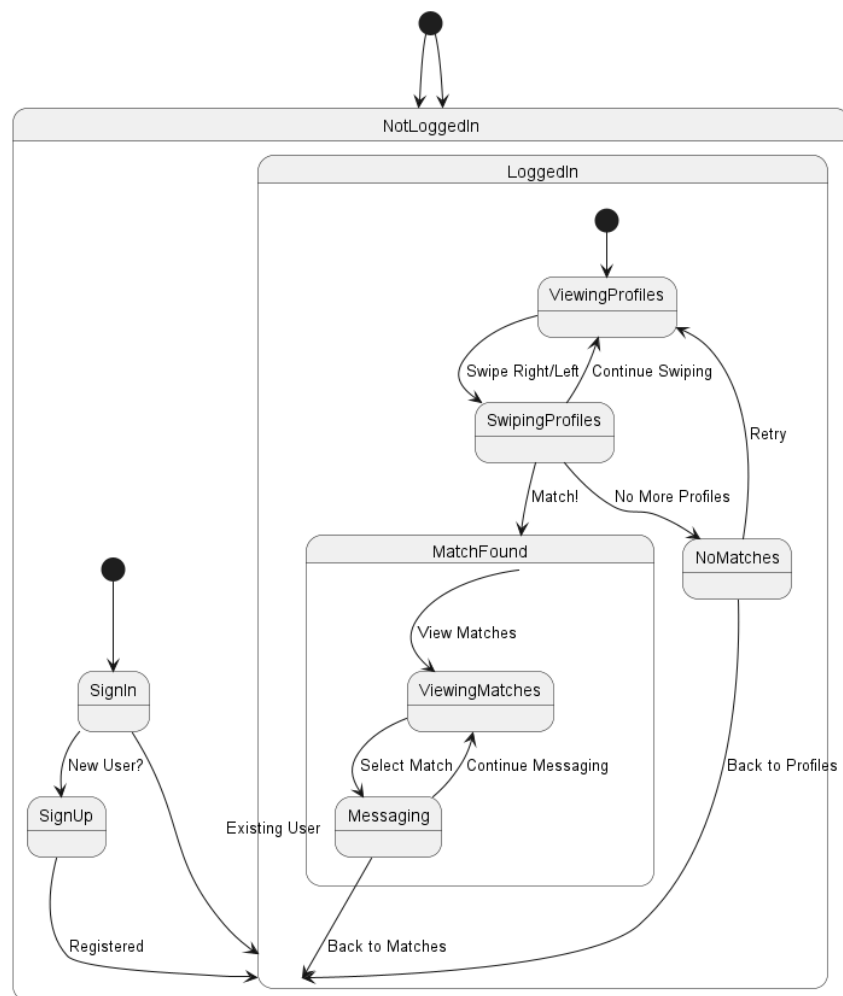 NotLoggedIn
LoggedIn
ViewingProfiles
Swipe Right/Left
Continue Swiping
SwipingProfiles
Retry
Match!
No More Profiles
MatchFound
NoMatches
View Matches
SignIn
ViewingMatches
New User?
Select Match
Continue Messaging
Back to Profiles
SignUp
Existing User
Messaging
Registered
Back to Matches